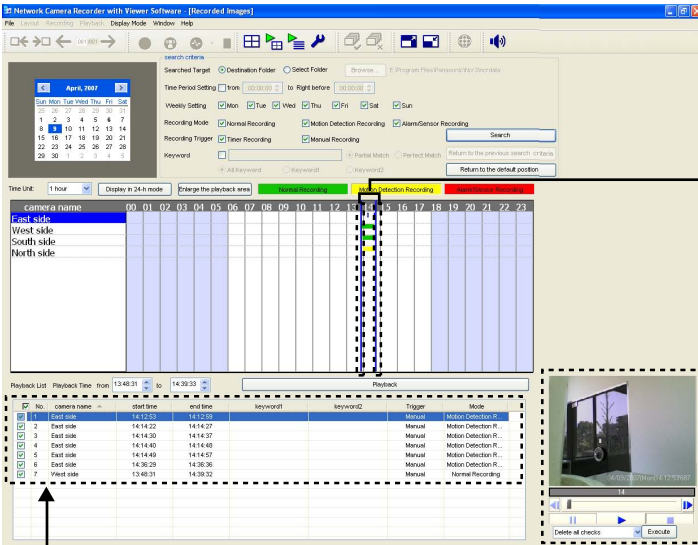 Network Camera Recorder with Viewer Software - [Recorded Images]
File Layout Recording Playback Display Mode Window Help
search criteria
Searched Target Destination Folder Select Folder Browse...
Time Period Setting from 00:00:00 to Right before 00:00:00
Weekly Setting Mon Tue Wed Thu Fri Sat Sun
Recording Mode Normal Recording Motion Detection Recording Alarm/Sensor Recording
Recording Trigger Timer Recording Manual Recording Search
Keyword Partial Match Perfect Match Return to the previous search criteria
All Keyword Keyword1 Keyword2 Return to the default position
April, 2007
Sun Mon Tue Wed Thu Fri Sat
25 26 27 28 29 30 31
1 2 3 4 5 6 7
8 9 10 11 12 13 14
15 16 17 18 19 20 21
22 23 24 25 26 27 28
29 30 1 2 3 4 5
Time Unit: 1 hour Display in 24-h mode Enlarge the playback area Normal Recording Motion Detection Recording Alarm/Sensor Recording
camera name 00 01 02 03 04 05 06 07 08 09 10 11 12 13 14 15 16 17 18 19 20 21 22 23
East side
West side
South side
North side
Playback List Playback Time from 13:48:31 to 14:39:33 Playback
No. camera name start time end time keyword1 keyword2 Trigger Mode
1 East side 14:12:53 14:12:59 Manual Motion Detection R...
2 East side 14:14:22 14:14:27 Manual Motion Detection R...
3 East side 14:14:30 14:14:37 Manual Motion Detection R...
4 East side 14:14:40 14:14:48 Manual Motion Detection R...
5 East side 14:14:49 14:14:57 Manual Motion Detection R...
6 East side 14:36:29 14:36:36 Manual Motion Detection R...
7 West side 13:48:31 14:39:32 Manual Normal Recording
14
Delete all checks Execute